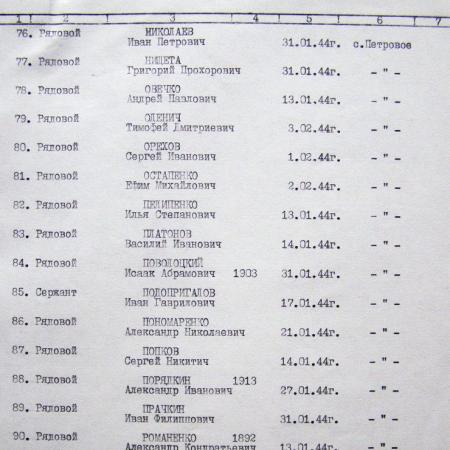 1 2 3 4 5 6 7
76. Рядовой НИКОЛАЕВ
Иван Петрович 31.01.44г. с.Петровое
77. Рядовой НИЩЕТА
Григорий Прохорович 31.01.44г. - " -
78. Рядовой ОВЕЧКО
Андрей Павлович 13.01.44г. - " -
79. Рядовой ОЛЕНИЧ
Тимофей Дмитриевич 3.02.44г. - " -
80. Рядовой ОРЕХОВ
Сергей Иванович 1.02.44г. - " -
81. Рядовой ОСТАПЕНКО
Ефим Михайлович 2.02.44г. - " -
82. Рядовой ПЕЛИПЕНКО
Илья Степанович 13.01.44г. - " -
83. Рядовой ПЛАТОНОВ
Василий Иванович 14.01.44г. - " -
84. Рядовой ПОВОЛОЦКИЙ
Исаак Абрамович 1903 31.01.44г. - " -
85. Сержант ПОДОПРИГАЛОВ
Иван Гаврилович 17.01.44г. - " -
86. Рядовой ПОНОМАРЕНКО
Александр Николаевич 21.01.44г. - " -
87. Рядовой ПОПКОВ
Сергей Никитич 14.01.44г. - " -
88. Рядовой ПОРЯДКИН 1913
Александр Иванович 27.01.44г. - " -
89. Рядовой ПРАЧКИН
Иван Филиппович 31.01.44г. - " -
90. Рядовой РОМАНЕНКО 1892
Александр Кондратьевич 13.01.44г. - " -